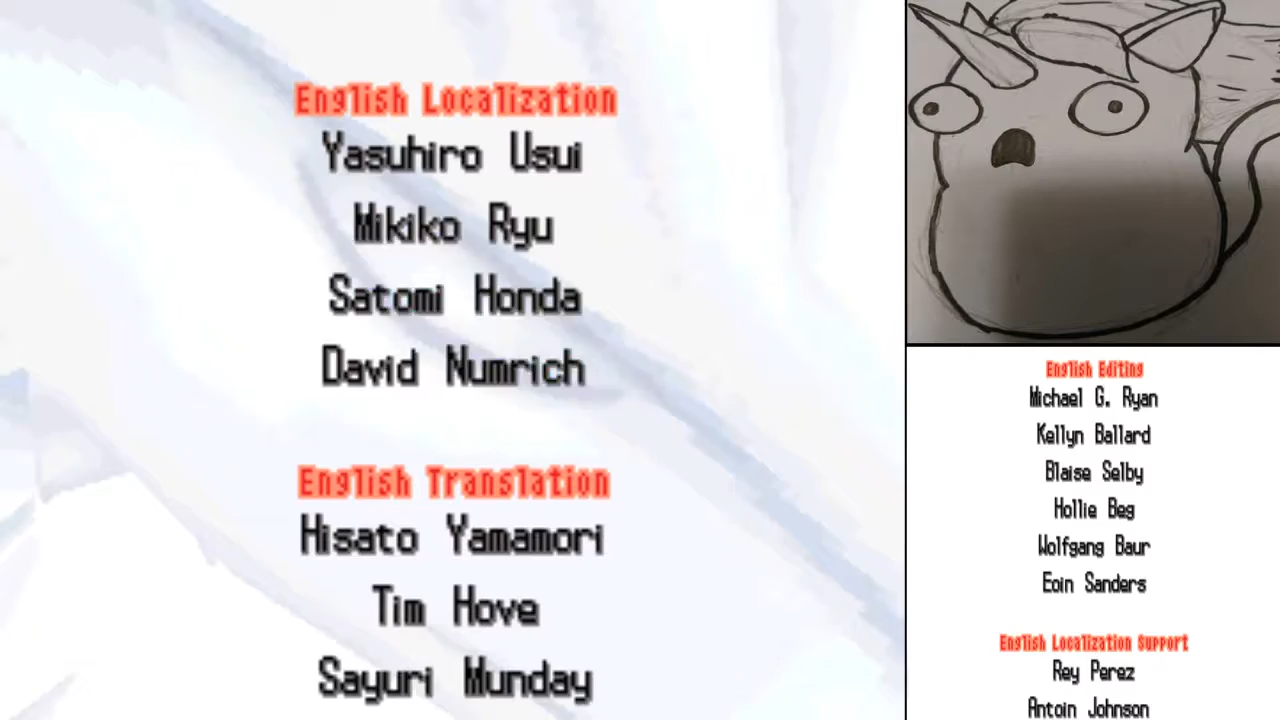 English Localization
Yasuhiro Usui
Mikiko Ryu
Satomi Honda
David Numrich
English Translation
Hisato Yamamori
Tim Hove
Sayuri Munday
English Editing
Michael G. Ryan
Kellyn Ballard
Blaise Selby
Hollie Beg
Wolfgang Baur
Eoin Sanders
English Localization Support
Rey Perez
Antoin Johnson